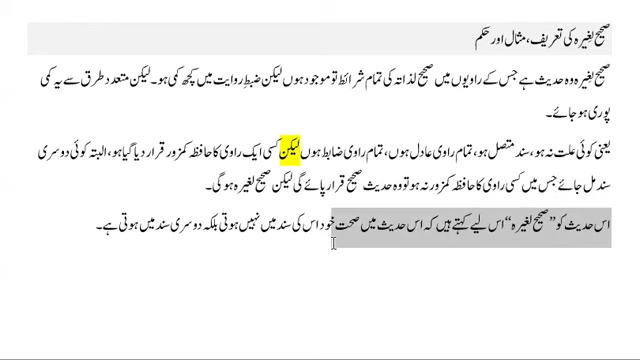 صحیح لغیرہ کی تعریف، مثال اور حکم
صحیح لغیرہ وہ حدیث ہے جس کے راویوں میں صحیح لذاتہ کی تمام شرائط تو موجود ہوں لیکن ضبطِ روایت میں کچھ کمی ہو۔ لیکن متعدد طرق سے یہ کمی
پوری ہو جائے۔
یعنی کوئی علت نہ ہو، سند متصل ہو، تمام راوی عادل ہوں، تمام راوی ضابط ہوں لیکن کسی ایک راوی کا حافظہ کمزور قرار دیا گیا ہو، البتہ کوئی دوسری
سند مل جائے جس میں کسی راوی کا حافظہ کمزور نہ ہو تو وہ حدیث صحیح قرار پائے گی لیکن صحیح لغیرہ ہو گی۔
اس حدیث کو ”صحیح لغیرہ“ اس لیے کہتے ہیں کہ اس حدیث میں صحت خود اس کی سند میں نہیں ہوتی بلکہ دوسری سند میں ہوتی ہے۔